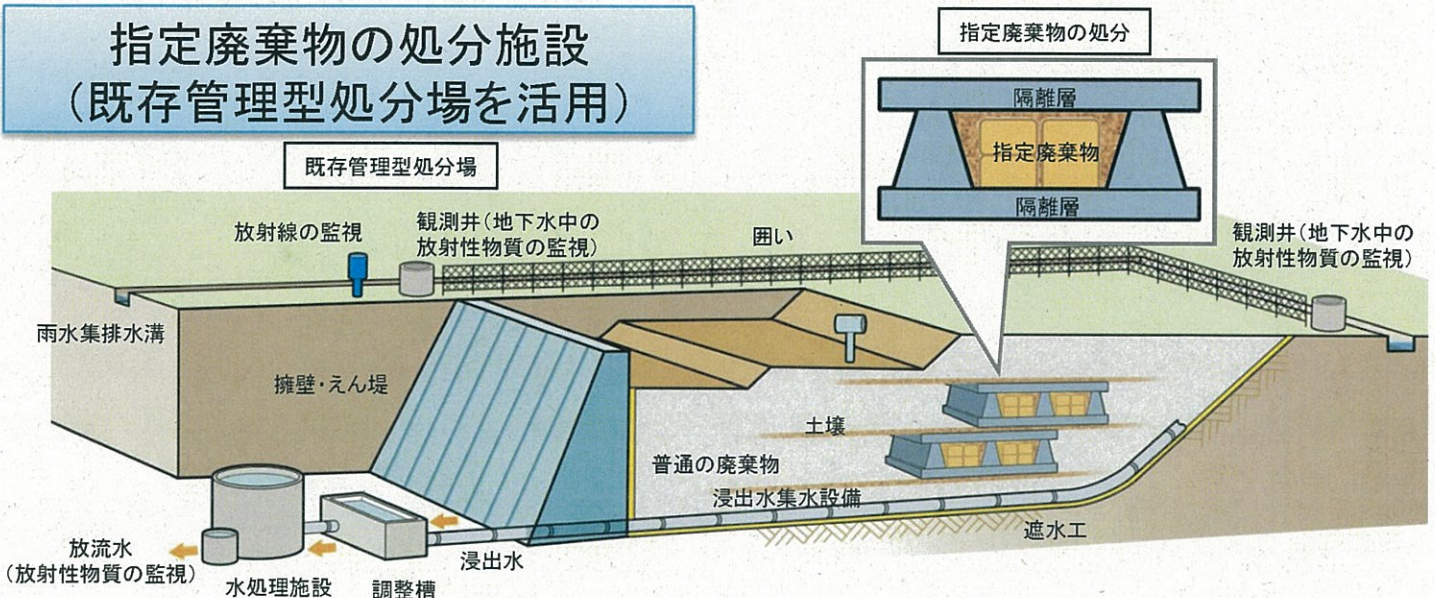 指定廃棄物の処分施設
（既存管理型処分場を活用）
指定廃棄物の処分
隔離層
指定廃棄物
隔離層
既存管理型処分場
放射線の監視
観測井（地下水中の
放射性物質の監視）
囲い
観測井（地下水中の
放射性物質の監視）
雨水集排水溝
擁壁・えん堤
土壌
普通の廃棄物
浸出水集水設備
遮水工
浸出水
放流水
（放射性物質の監視）
水処理施設
調整槽